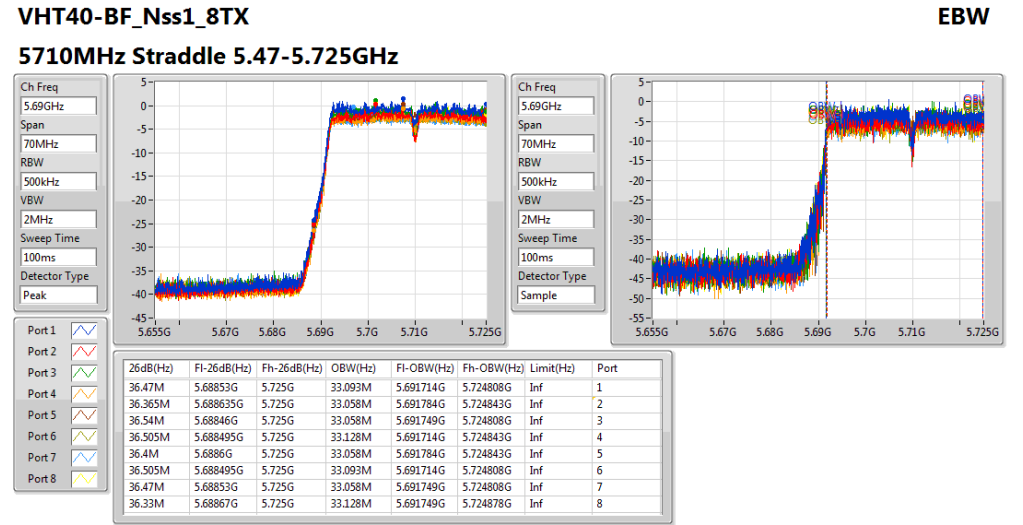 VHT40-BF_Nss1_8TX EBW
5710MHz Straddle 5.47-5.725GHz
Ch Freq
5.69GHz
Span
70MHz
RBW
500kHz
VBW
2MHz
Sweep Time
100ms
Detector Type
Peak
5
0
-5
-10
-15
-20
-25
-30
-35
-40
-45
5.655G 5.67G 5.68G 5.69G 5.7G 5.71G 5.725G
Ch Freq
5.69GHz
Span
70MHz
RBW
500kHz
VBW
2MHz
Sweep Time
100ms
Detector Type
Sample
5
0
-5
-10
-15
-20
-25
-30
-35
-40
-45
-50
-55
5.655G 5.67G 5.68G 5.69G 5.7G 5.71G 5.725G
Port 1
Port 2
Port 3
Port 4
Port 5
Port 6
Port 7
Port 8
26dB(Hz) Fl-26dB(Hz) Fh-26dB(Hz) OBW(Hz) Fl-OBW(Hz) Fh-OBW(Hz) Limit(Hz) Port
36.47M 5.68853G 5.725G 33.093M 5.691714G 5.724808G Inf 1
36.365M 5.688635G 5.725G 33.058M 5.691784G 5.724843G Inf 2
36.54M 5.68846G 5.725G 33.058M 5.691749G 5.724808G Inf 3
36.505M 5.688495G 5.725G 33.128M 5.691714G 5.724843G Inf 4
36.4M 5.6886G 5.725G 33.058M 5.691784G 5.724843G Inf 5
36.505M 5.688495G 5.725G 33.093M 5.691714G 5.724808G Inf 6
36.47M 5.68853G 5.725G 33.058M 5.691749G 5.724808G Inf 7
36.33M 5.68867G 5.725G 33.128M 5.691749G 5.724878G Inf 8